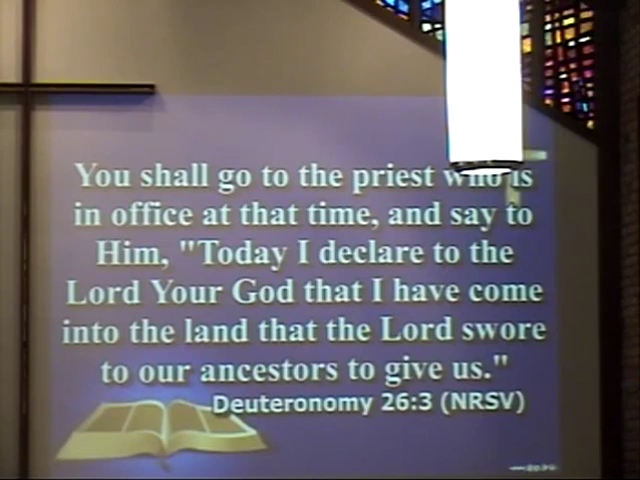 You shall go to the priest who is
in office at that time, and say to
Him, "Today I declare to the
Lord Your God that I have come
into the land that the Lord swore
to our ancestors to give us."
Deuteronomy 26:3 (NRSV)